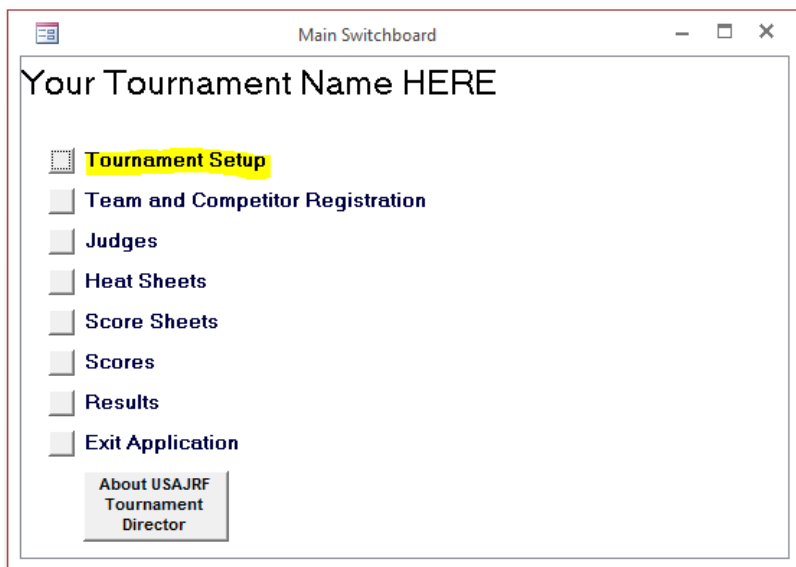 Main Switchboard
Your Tournament Name HERE
Tournament Setup
Team and Competitor Registration
Judges
Heat Sheets
Score Sheets
Scores
Results
Exit Application
About USAJRF
Tournament
Director